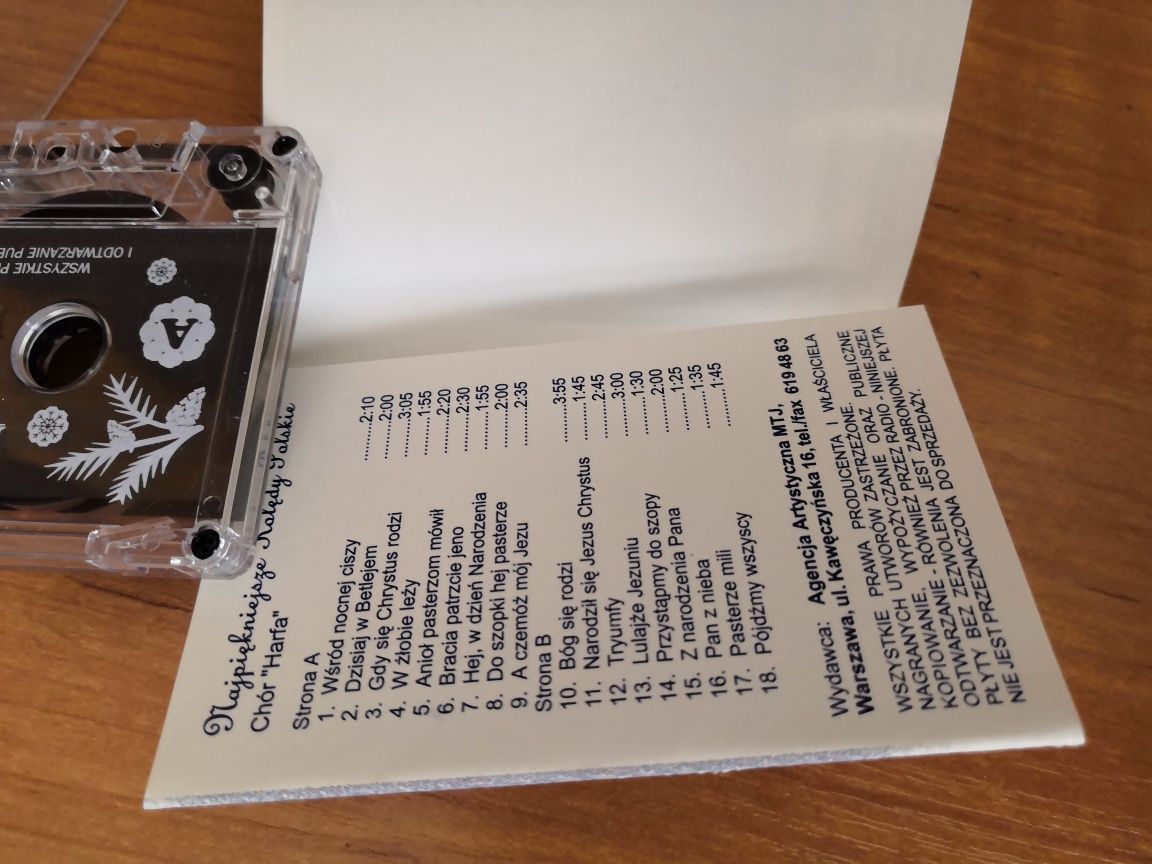 Najpiękniejsze Kolędy Polskie
Chór "Harfa"
Strona A
1. Wśród nocnej ciszy ........2:10
2. Dzisiaj w Betlejem ........2:00
3. Gdy się Chrystus rodzi ........3:05
4. W żłobie leży ........1:55
5. Anioł pasterzom mówił ........2:20
6. Bracia patrzcie jeno ........2:30
7. Hej, w dzień Narodzenia ........1:55
8. Do szopki hej pasterze ........2:00
9. A czemóż mój Jezu ........2:35
Strona B
10. Bóg się rodzi ........3:55
11. Narodził się Jezus Chrystus ........1:45
12. Tryumfy ........2:45
13. Lulajże Jezuniu ........3:00
14. Przystąpmy do szopy ........1:30
15. Z narodzenia Pana ........2:00
16. Pan z nieba ........1:25
17. Pasterze mili ........1:35
18. Pójdźmy wszyscy ........1:45
Wydawca: Agencja Artystyczna MTJ,
Warszawa, ul. Kawęczyńska 16, tel./fax 619 48 63
WSZYSTKIE PRAWA PRODUCENTA I WŁAŚCICIELA
NAGRANYCH UTWORÓW ZASTRZEŻONE.
KOPIOWANIE, WYPOŻYCZANIE ORAZ PUBLICZNE
ODTWARZANIE, RÓWNIEŻ PRZEZ RADIO - NINIEJSZEJ
PŁYTY BEZ ZEZWOLENIA JEST ZABRONIONE. PŁYTA
NIE JEST PRZEZNACZONA DO SPRZEDAŻY.
WSZYSTKIE
I ODTWARZANIE
A